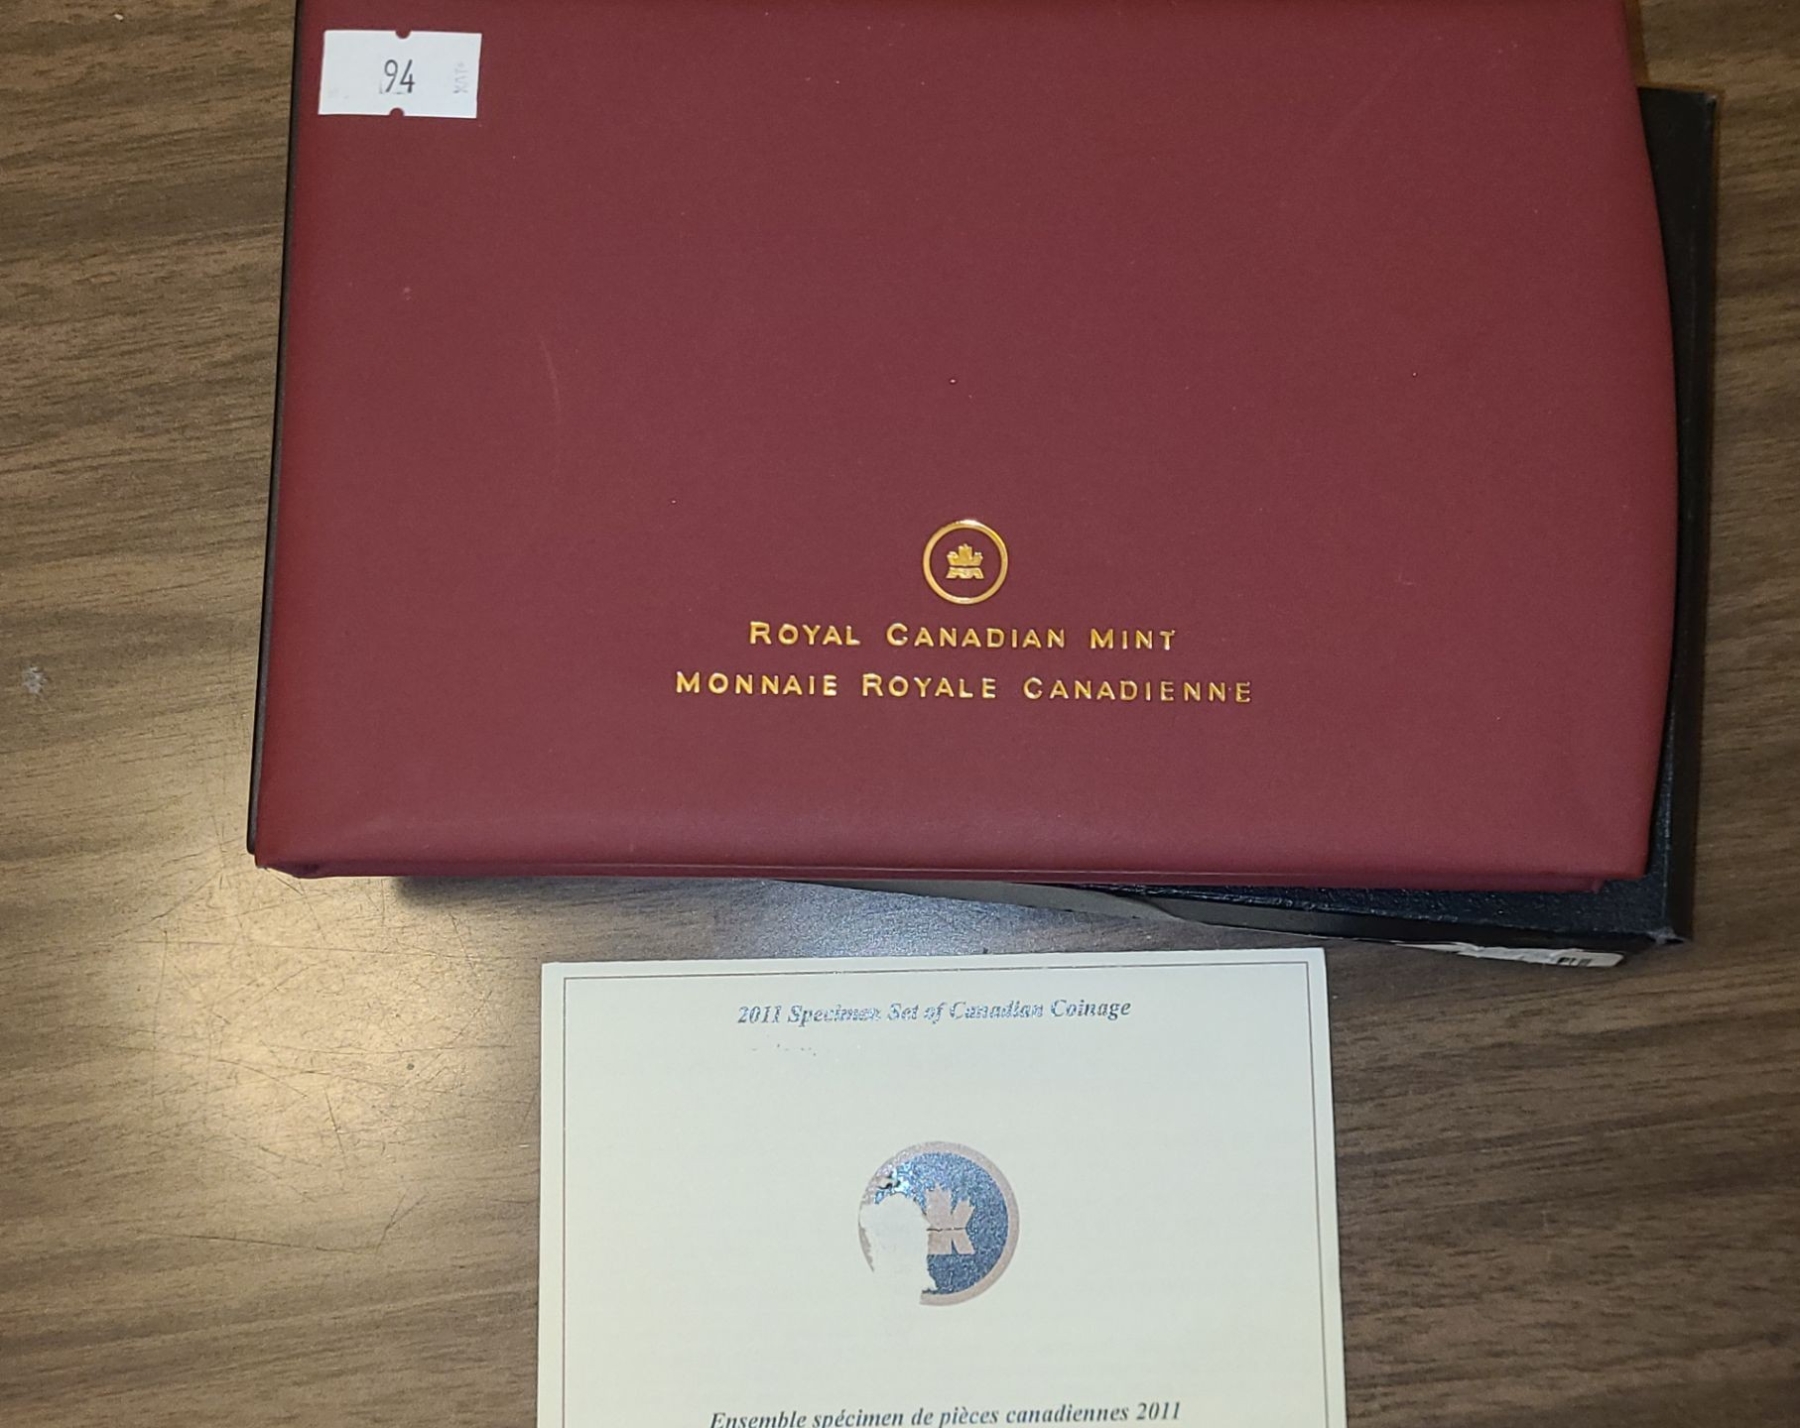 94
ROYAL CANADIAN MINT
MONNAIE ROYALE CANADIENNE
2011 Specimen Set of Canadian Coinage
Ensemble spécimen de pièces canadiennes 2011